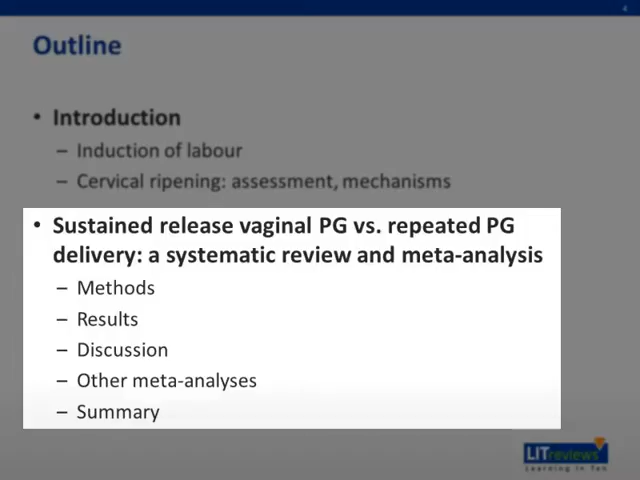 4
Outline
• Introduction
– Induction of labour
– Cervical ripening: assessment, mechanisms
• Sustained release vaginal PG vs. repeated PG
delivery: a systematic review and meta-analysis
– Methods
– Results
– Discussion
– Other meta-analyses
– Summary
LITreviews
Learning in Ten